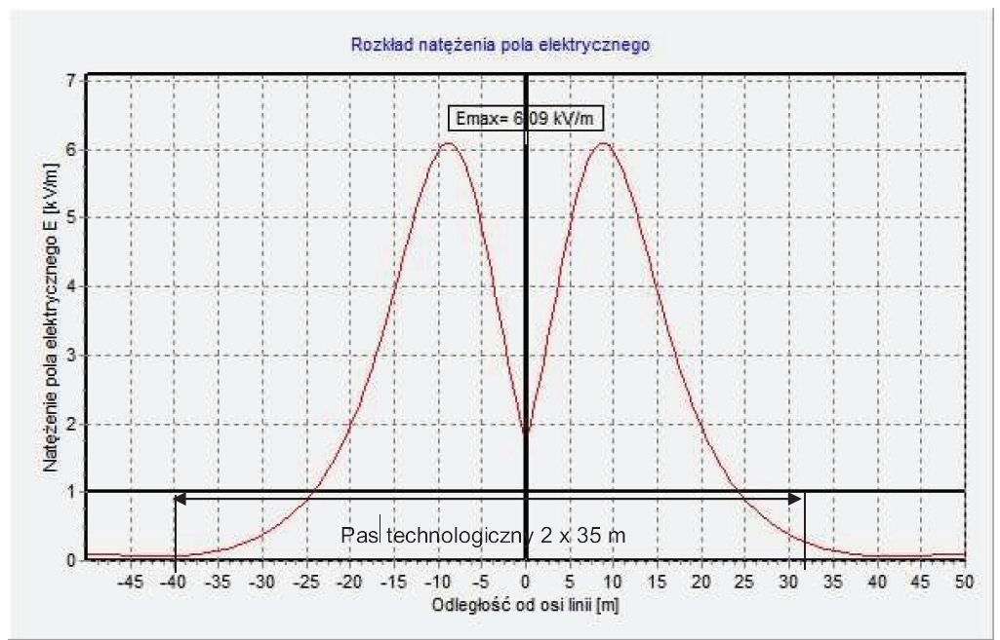 Rozkład natężenia pola elektrycznego
Natężenie pola elektrycznego E [kV/m]
7
6
5
4
3
2
1
0
Emax= 6.09 kV/m
Pas technologiczny 2 x 35 m
-45 -40 -35 -30 -25 -20 -15 -10 -5 0 5 10 15 20 25 30 35 40 45 50
Odległość od osi linii [m]